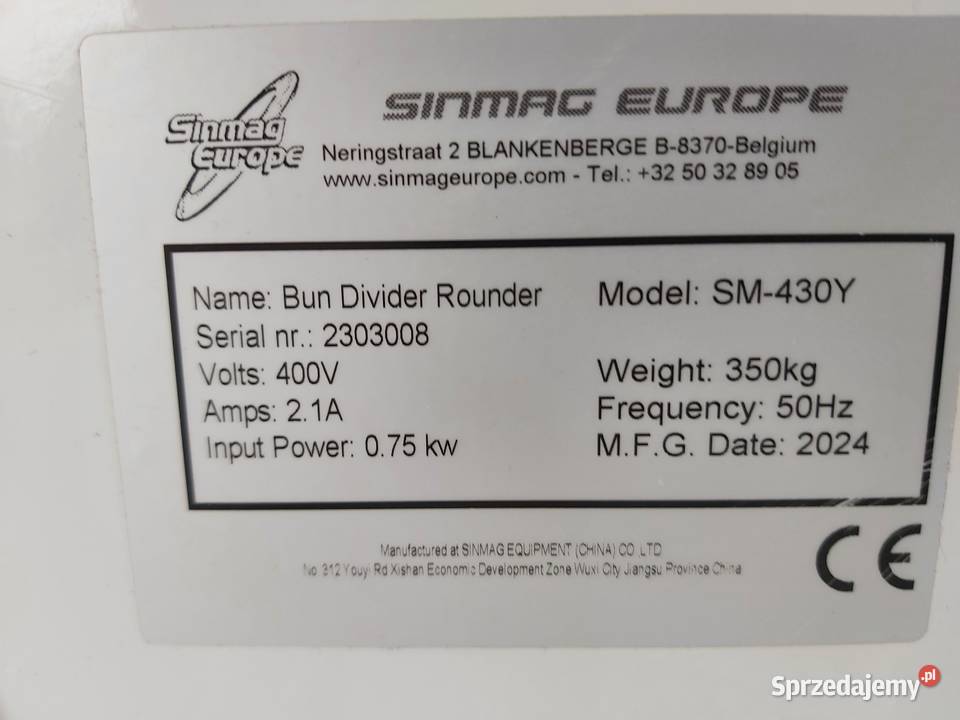 Sinmag
Europe
SINMAG EUROPE
Neringstraat 2 BLANKENBERGE B-8370-Belgium
www.sinmageurope.com - Tel.: +32 50 32 89 05
Name: Bun Divider Rounder Model: SM-430Y
Serial nr.: 2303008
Volts: 400V Weight: 350kg
Amps: 2.1A Frequency: 50Hz
Input Power: 0.75 kw M.F.G. Date: 2024
Manufactured at SINMAG EQUIPMENT (CHINA) CO.,LTD
No 312 Youyi Rd Xishan Economic Development Zone Wuxi City Jiangsu Province China
CE
Sprzedajemy.pl